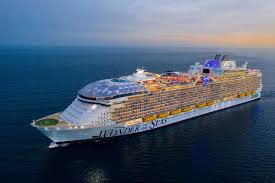 WONDER OF THE SEAS